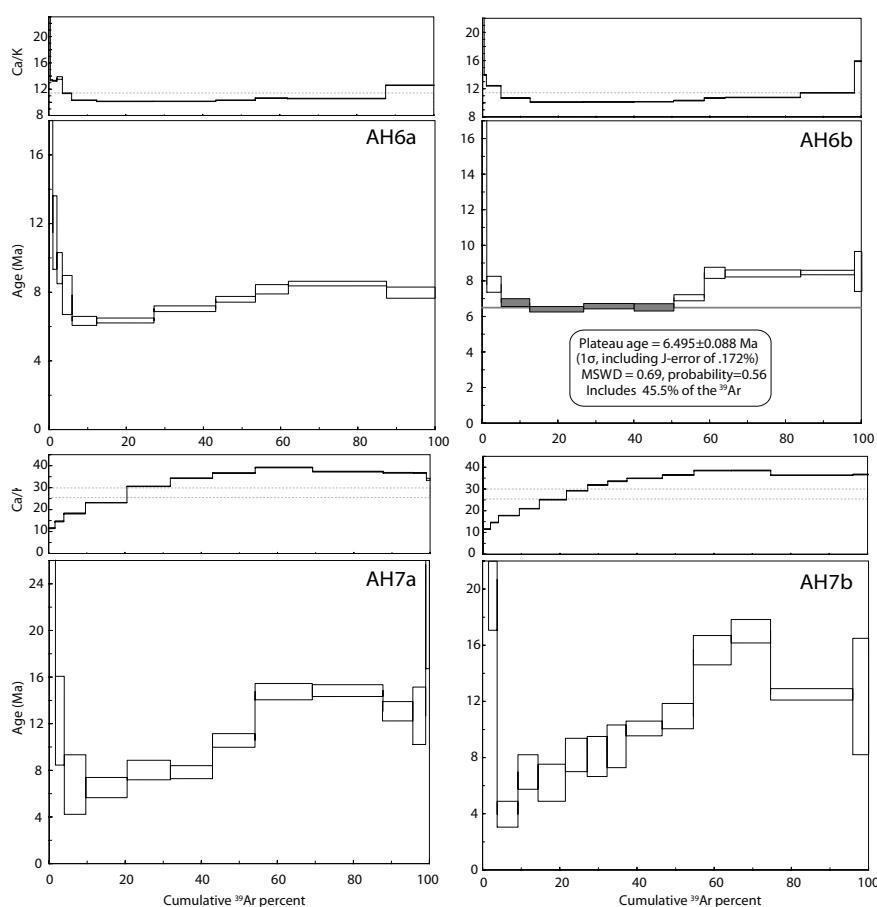 Ca/K
20
16
12
8
20
16
12
8
AH6a
Age (Ma)
16
12
8
4
0
0 20 40 60 80 100
AH6b
16
14
12
10
8
6
4
2
0
Plateau age = 6.495±0.088 Ma
(1σ, including J-error of .172%)
MSWD = 0.69, probability=0.56
Includes 45.5% of the ³⁹Ar
0 20 40 60 80 100
Ca/
40
30
20
10
0
50
40
30
20
10
0
AH7a
Age (Ma)
24
20
16
12
8
4
0
0 20 40 60 80 100
Cumulative ³⁹Ar percent
AH7b
20
16
12
8
4
0
0 20 40 60 80 100
Cumulative ³⁹Ar percent